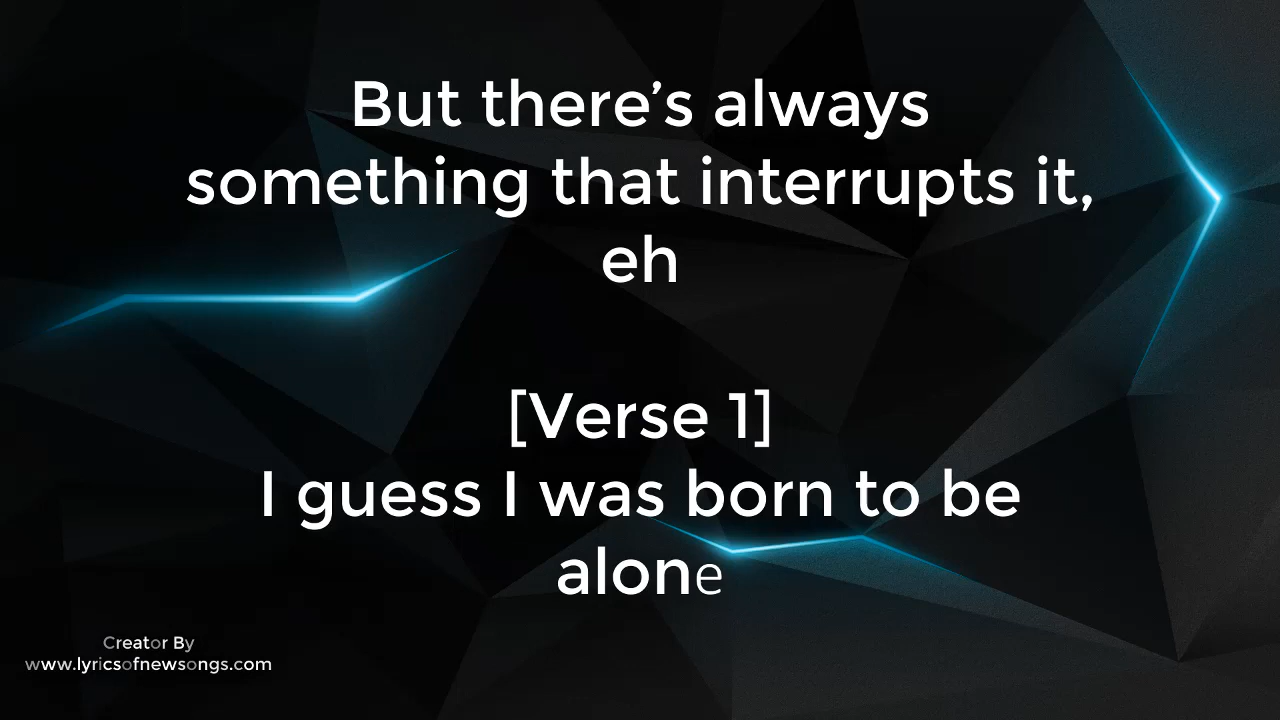 But there’s always
something that interrupts it,
eh
[Verse 1]
I guess I was born to be
alone
Creator By
www.lyricsofnewsongs.com